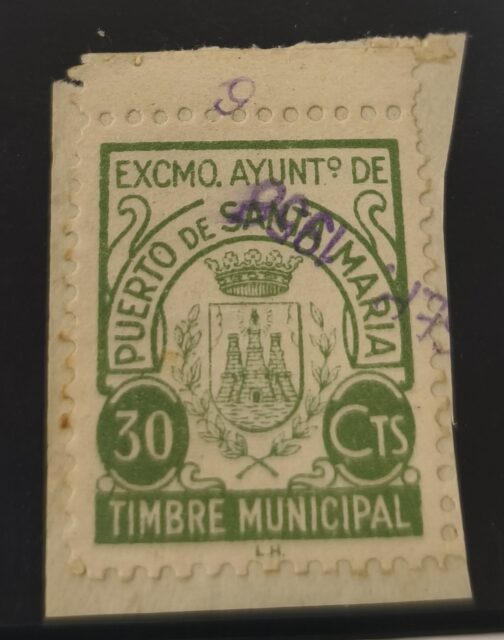 EXCMO. AYUNTº DE
PUERTO DE SANTA MARIA
30 CTS
TIMBRE MUNICIPAL
L.H.